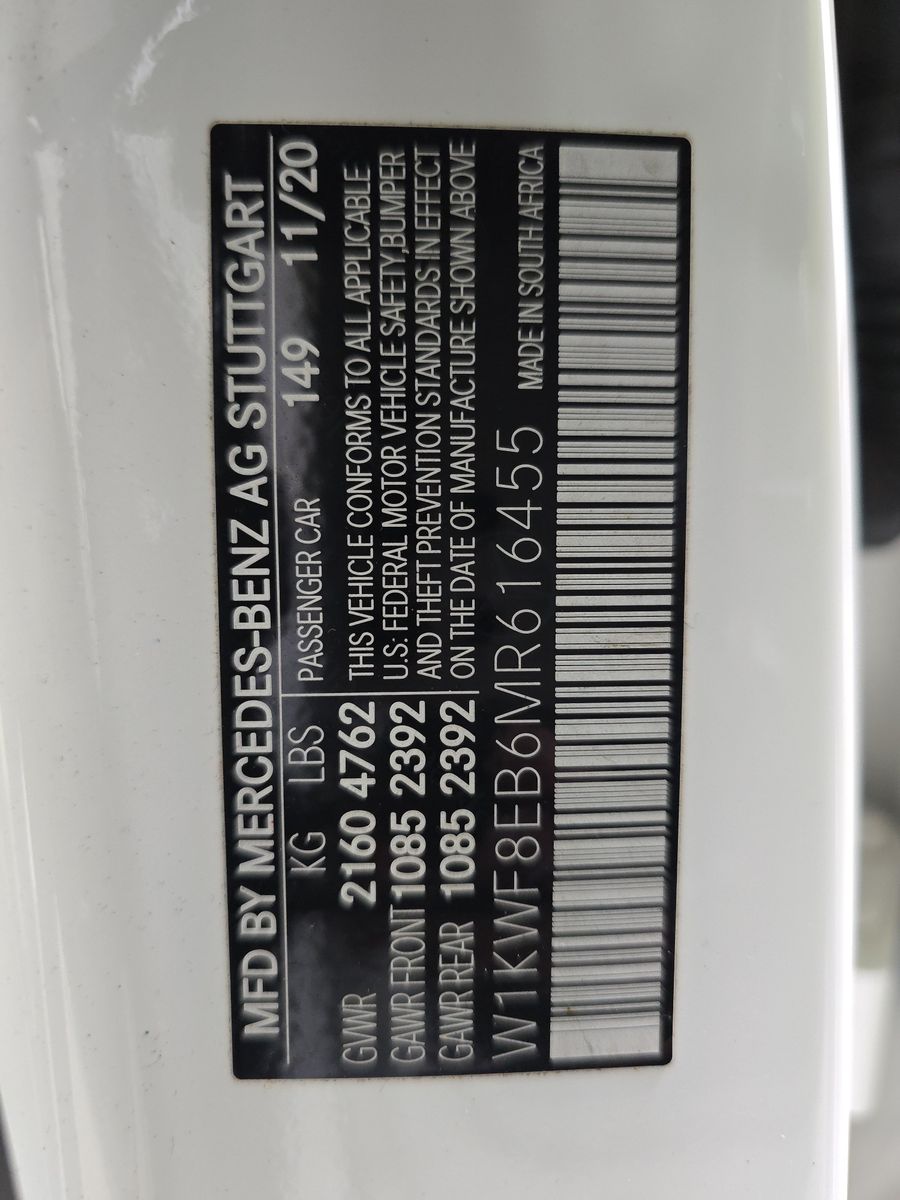 MFD BY MERCEDES-BENZ AG STUTTGART
KG LBS PASSENGER CAR 149 11/20
GVWR 2160 4762 THIS VEHICLE CONFORMS TO ALL APPLICABLE
GAWR FRONT 1085 2392 U.S: FEDERAL MOTOR VEHICLE SAFETY,BUMPER
GAWR REAR 1085 2392 AND THEFT PREVENTION STANDARDS IN EFFECT
ON THE DATE OF MANUFACTURE SHOWN ABOVE
W1KWF8EB6MR616455 MADE IN SOUTH AFRICA